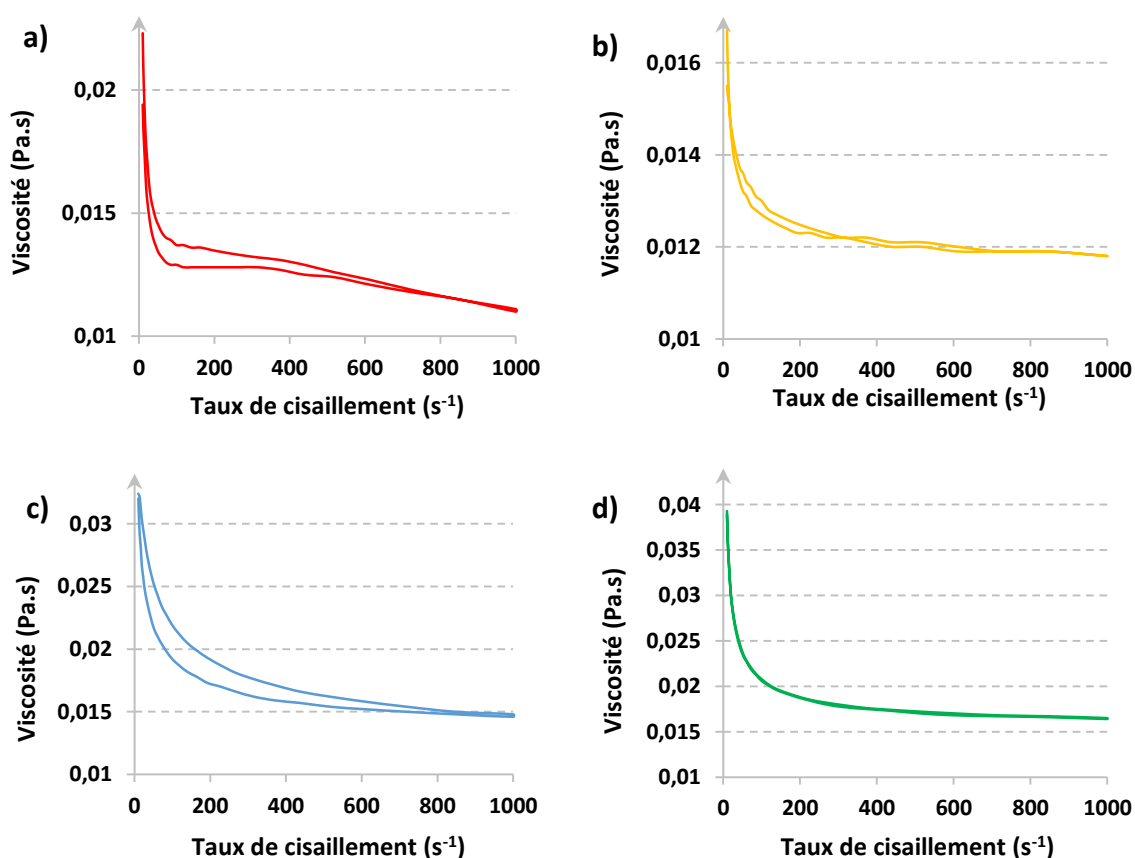 a)
Viscosité (Pa.s)
0,02
0,015
0,01
0 200 400 600 800 1000
Taux de cisaillement (s-1)
b)
Viscosité (Pa.s)
0,016
0,014
0,012
0,01
0 200 400 600 800 1000
Taux de cisaillement (s-1)
c)
Viscosité (Pa.s)
0,03
0,025
0,02
0,015
0,01
0 200 400 600 800 1000
Taux de cisaillement (s-1)
d)
Viscosité (Pa.s)
0,04
0,035
0,03
0,025
0,02
0,015
0,01
0 200 400 600 800 1000
Taux de cisaillement (s-1)